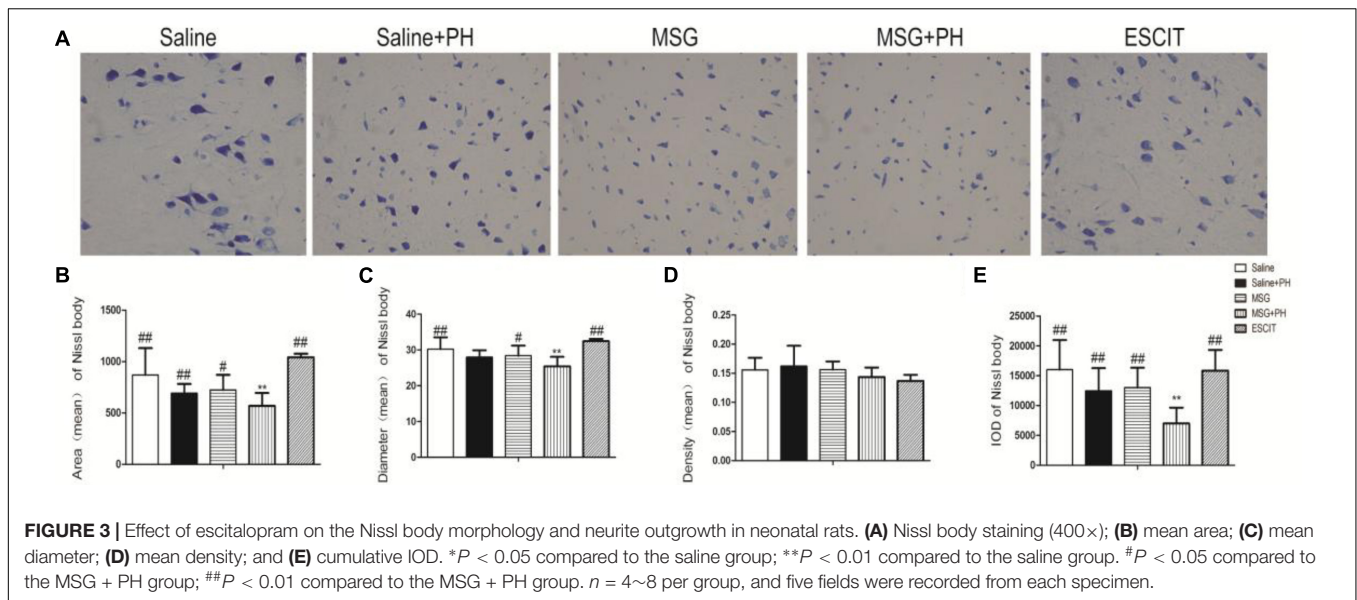 A
Saline Saline+PH MSG MSG+PH ESCIT
B
Area (mean) of Nissl body
1500
1000
500
0
## ## # ** ##
C
Diameter (mean) of Nissl body
40
30
20
10
0
## # ** ##
D
Density (mean) of Nissl body
0.25
0.20
0.15
0.10
0.05
0.00
E
IOD of Nissl body
25000
20000
15000
10000
5000
0
## ## ## ** ##
Saline
Saline+PH
MSG
MSG+PH
ESCIT
FIGURE 3 | Effect of escitalopram on the Nissl body morphology and neurite outgrowth in neonatal rats. (A) Nissl body staining (400×); (B) mean area; (C) mean
diameter; (D) mean density; and (E) cumulative IOD. *P < 0.05 compared to the saline group; **P < 0.01 compared to the saline group. #P < 0.05 compared to
the MSG + PH group; ##P < 0.01 compared to the MSG + PH group. n = 4~8 per group, and five fields were recorded from each specimen.